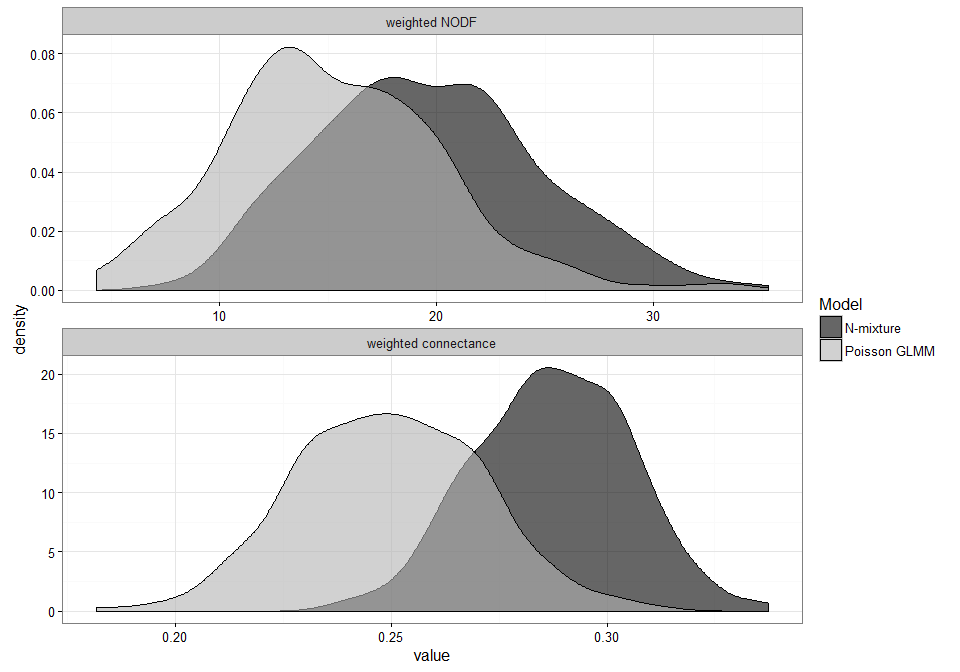 weighted NODF
0.08
0.06
0.04
0.02
0.00
10 20 30
density
weighted connectance
20
15
10
5
0
0.20 0.25 0.30
value
Model
N-mixture
Poisson GLMM